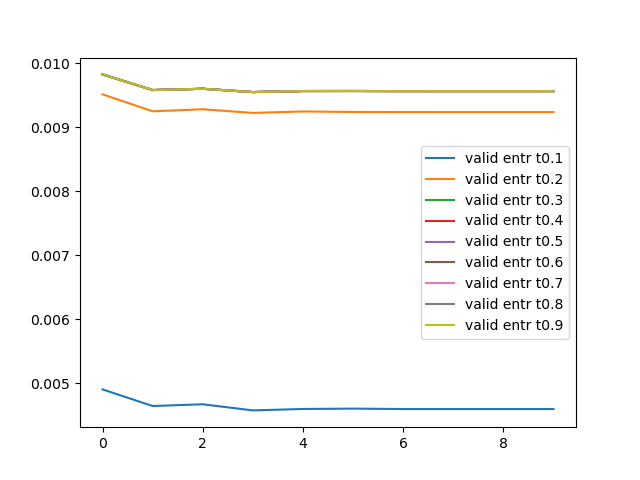 0.010
0.009
0.008
0.007
0.006
0.005
valid entr t0.1
valid entr t0.2
valid entr t0.3
valid entr t0.4
valid entr t0.5
valid entr t0.6
valid entr t0.7
valid entr t0.8
valid entr t0.9
0 2 4 6 8